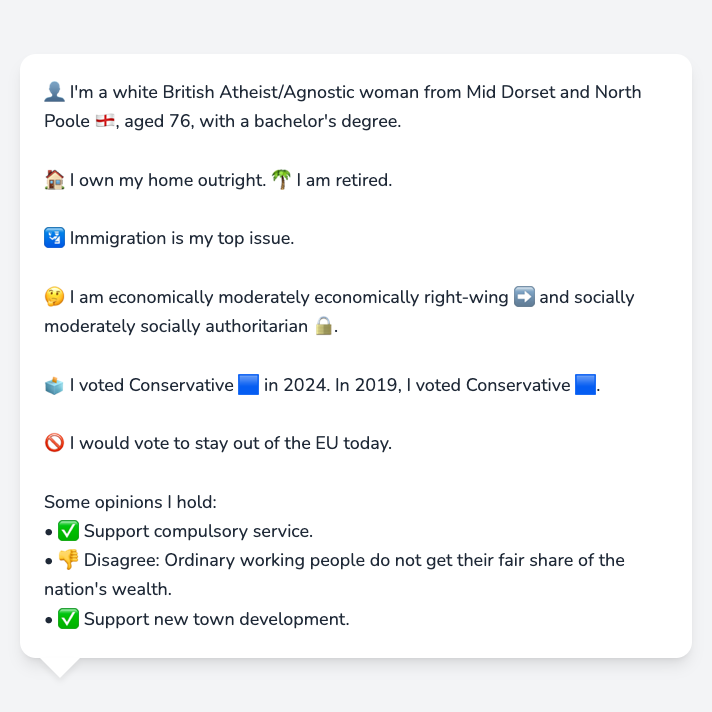 👤 I'm a white British Atheist/Agnostic woman from Mid Dorset and North
Poole 🏴󠁧󠁢󠁥󠁮󠁧󠁿, aged 76, with a bachelor's degree.
🏠 I own my home outright. 🌴 I am retired.
🛂 Immigration is my top issue.
🤔 I am economically moderately economically right-wing ➡️ and socially
moderately socially authoritarian 🔒.
🗳️ I voted Conservative 🟦 in 2024. In 2019, I voted Conservative 🟦.
🚫 I would vote to stay out of the EU today.
Some opinions I hold:
• ✅ Support compulsory service.
• 👎 Disagree: Ordinary working people do not get their fair share of the
nation's wealth.
• ✅ Support new town development.